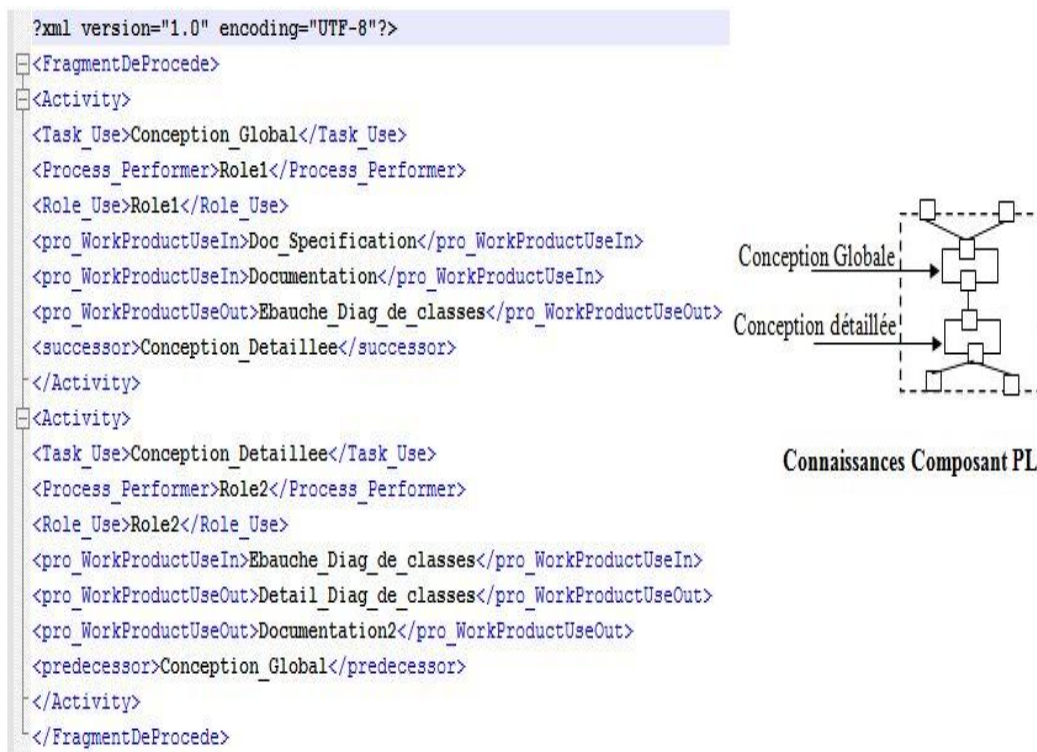 ?xml version="1.0" encoding="UTF-8"?>
<FragmentDeProcede>
<Activity>
<Task_Use>Conception_Global</Task_Use>
<Process_Performer>Role1</Process_Performer>
<Role_Use>Role1</Role_Use>
<pro_WorkProductUseIn>Doc_Specification</pro_WorkProductUseIn>
<pro_WorkProductUseIn>Documentation</pro_WorkProductUseIn>
<pro_WorkProductUseOut>Ebauche_Diag_de_classes</pro_WorkProductUseOut>
<successor>Conception_Detaillee</successor>
</Activity>
<Activity>
<Task_Use>Conception_Detaillee</Task_Use>
<Process_Performer>Role2</Process_Performer>
<Role_Use>Role2</Role_Use>
<pro_WorkProductUseIn>Ebauche_Diag_de_classes</pro_WorkProductUseIn>
<pro_WorkProductUseOut>Detail_Diag_de_classes</pro_WorkProductUseOut>
<pro_WorkProductUseOut>Documentation2</pro_WorkProductUseOut>
<predecessor>Conception_Global</predecessor>
</Activity>
</FragmentDeProcede>
Conception Globale
Conception détaillée
Connaissances Composant PL